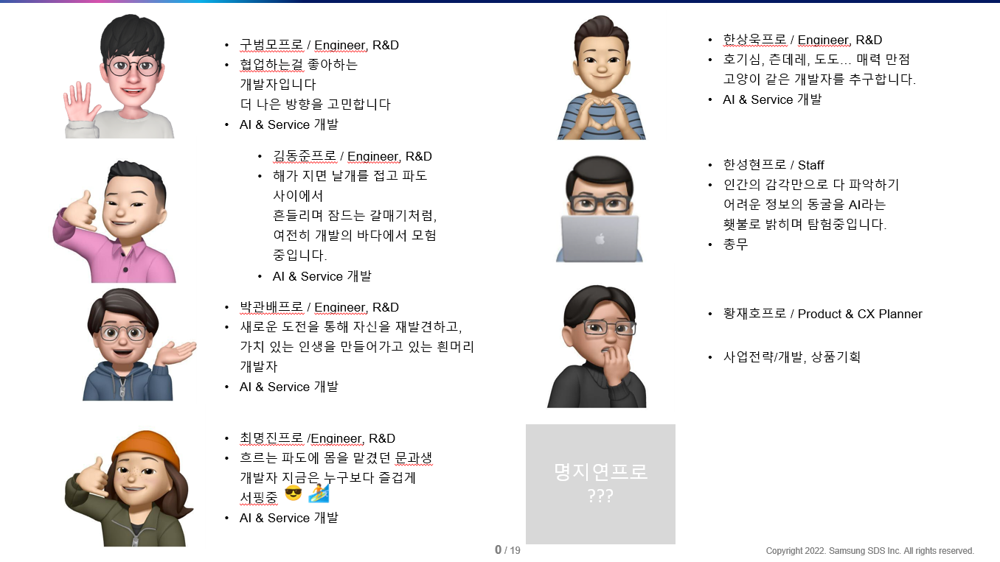 • 구범모프로 / Engineer, R&D
• 협업하는걸 좋아하는
개발자입니다
더 나은 방향을 고민합니다
• AI & Service 개발
• 김동준프로 / Engineer, R&D
• 해가 지면 날개를 접고 파도
사이에서
흔들리며 잠드는 갈매기처럼,
여전히 개발의 바다에서 모험
중입니다.
• AI & Service 개발
• 박관배프로 / Engineer, R&D
• 새로운 도전을 통해 자신을 재발견하고,
가치 있는 인생을 만들어가고 있는 흰머리
개발자
• AI & Service 개발
• 최명진프로 /Engineer, R&D
• 흐르는 파도에 몸을 맡겼던 문과생
개발자 지금은 누구보다 즐겁게
서핑중 😎 🏄
• AI & Service 개발
• 한상욱프로 / Engineer, R&D
• 호기심, 츤데레, 도도... 매력 만점
고양이 같은 개발자를 추구합니다.
• AI & Service 개발
• 한성현프로 / Staff
• 인간의 감각만으로 다 파악하기
어려운 정보의 동굴을 AI라는
횃불로 밝히며 탐험중입니다.
• 총무
• 황재호프로 / Product & CX Planner
• 사업전략/개발, 상품기획
명지연프로
???
0 / 19
Copyright 2022. Samsung SDS Inc. All rights reserved.